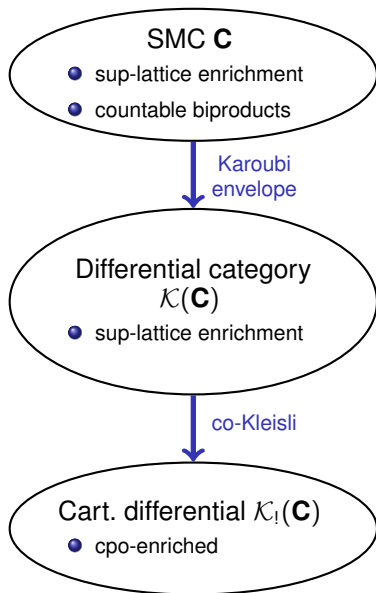 SMC C
sup-lattice enrichment
countable biproducts
Karoubi
envelope
Differential category
𝒦(C)
sup-lattice enrichment
co-Kleisli
Cart. differential 𝒦!(C)
cpo-enriched